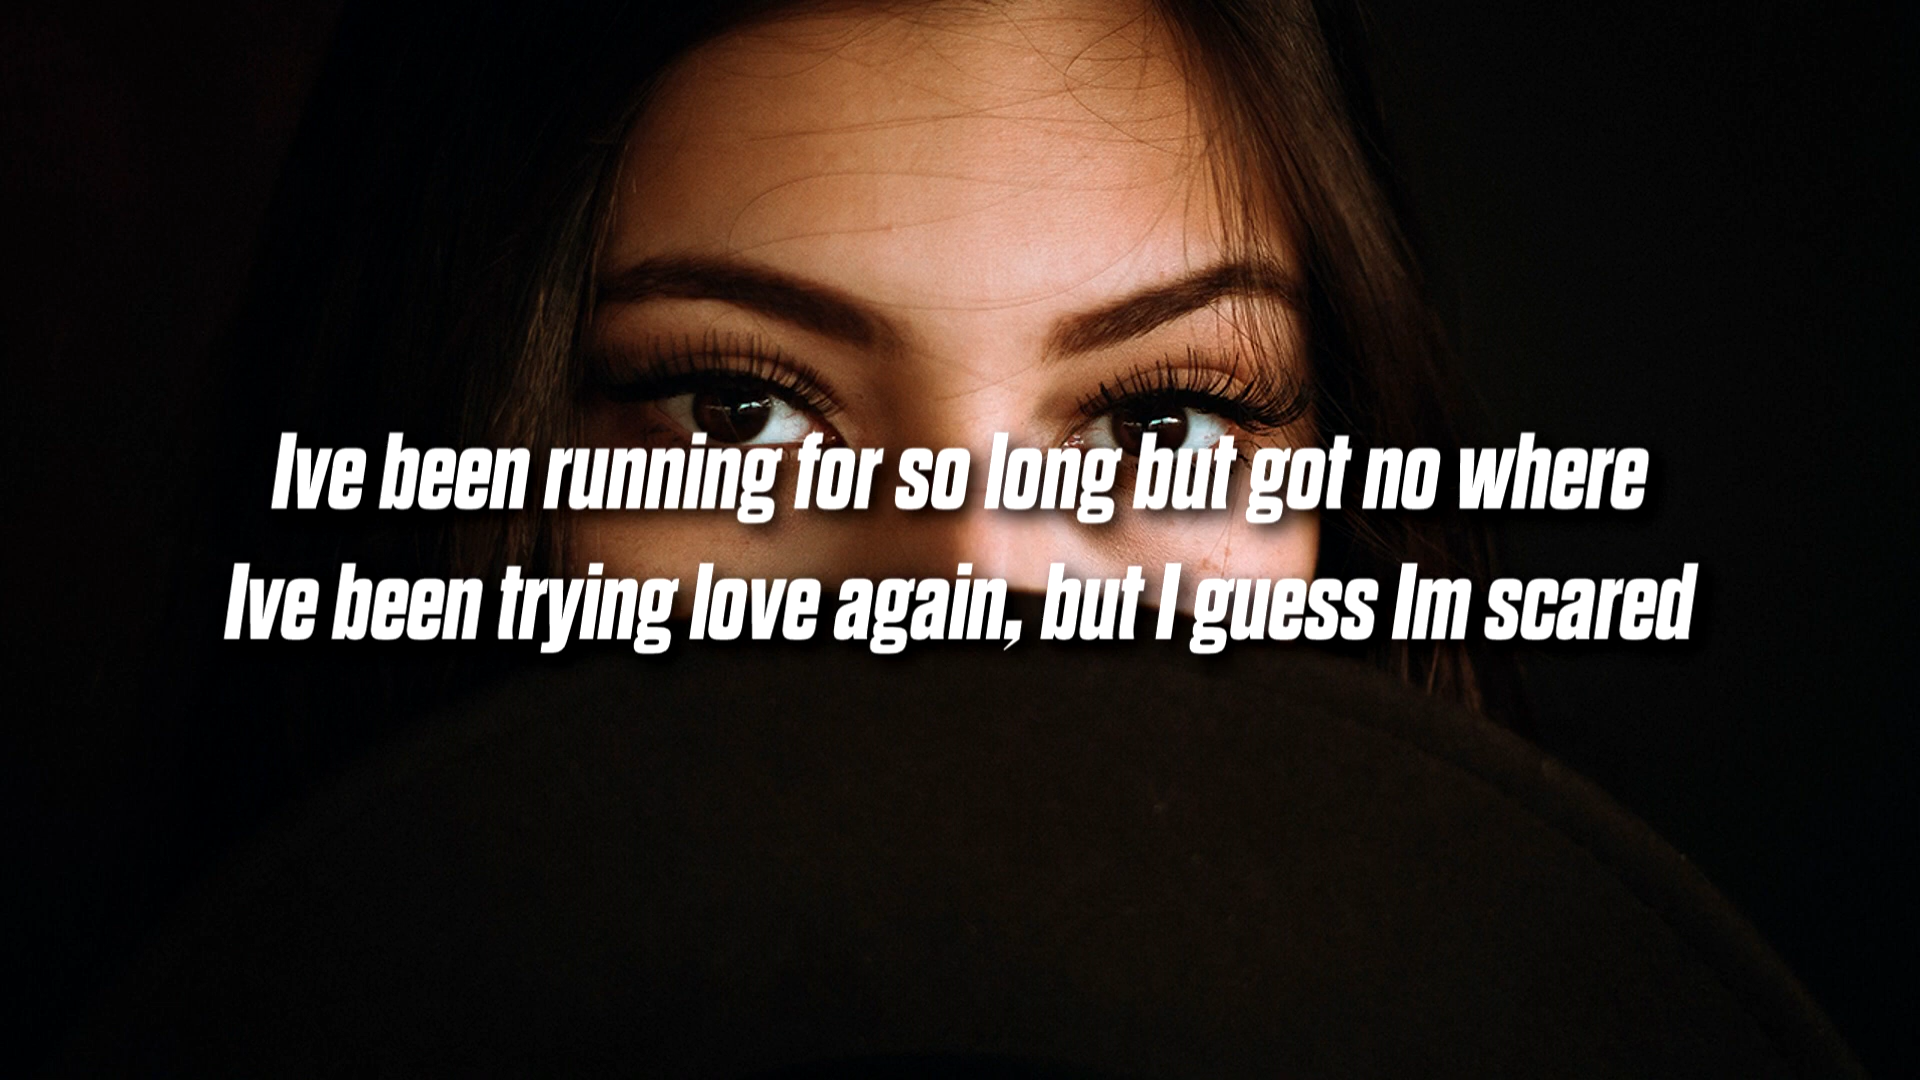 Ive been running for so long but got no where
Ive been trying love again, but I guess Im scared